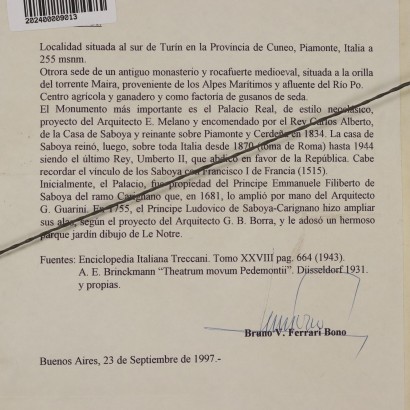 202400009013
Localidad situada al sur de Turín en la Provincia de Cuneo, Piamonte, Italia a
255 msnm.
Otrora sede de un antiguo monasterio y rocafuerte medioeval, situada a la orilla
del torrente Maira, proveniente de los Alpes Marítimos y afluente del Río Po.
Centro agrícola y ganadero y como factoría de gusanos de seda.
El Monumento más importante es el Palacio Real, de estilo neoclásico,
proyecto del Arquitecto E. Melano y encomendo por el Rey Carlos Alberto,
de la Casa de Saboya y reinante sobre Piamonte y Cerdeña en 1834. La casa de
Saboya reinó, luego, sobre toda Italia desde 1870 (toma de Roma) hasta 1944
siendo el último Rey, Umberto II, que abdicó en favor de la República. Cabe
recordar el vínculo de los Saboya con Francisco I de Francia (1515).
Inicialmente, el Palacio, fue propiedad del Principe Emmanuele Filiberto de
Saboya del ramo Carignano que, en 1681, lo amplió por mano del Arquitecto
G. Guarini. En 1755, el Principe Ludovico de Saboya-Carignano hizo ampliar
sus alas, según el proyecto del Arquitecto G. B. Borra, y le adosó un hermoso
parque jardín dibujo de Le Notre.
Fuentes: Enciclopedia Italiana Treccani. Tomo XXVIII pag. 664 (1943).
A. E. Brinckmann “Theatrum movum Pedemontii”. Düsseldorf 1931.
y propias.
Bruno V. Ferrari Bono
Buenos Aires, 23 de Septiembre de 1997.-